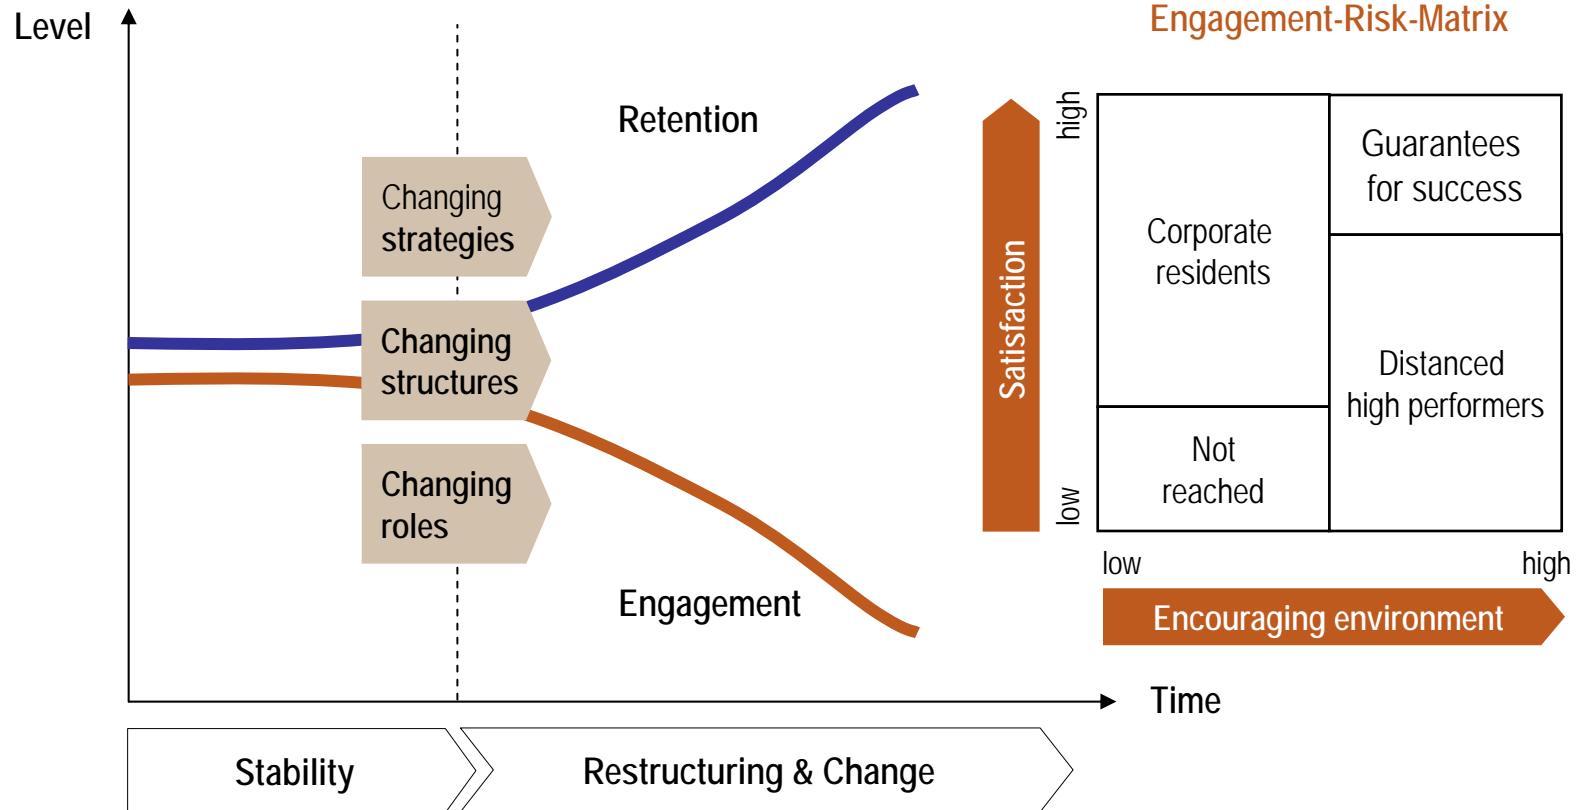 Level
Retention
Changing
strategies
Changing
structures
Changing
roles
Engagement
Time
Stability
Restructuring & Change
Engagement-Risk-Matrix
Satisfaction
high
low
Corporate
residents
Guarantees
for success
Not
reached
Distanced
high performers
low
high
Encouraging environment